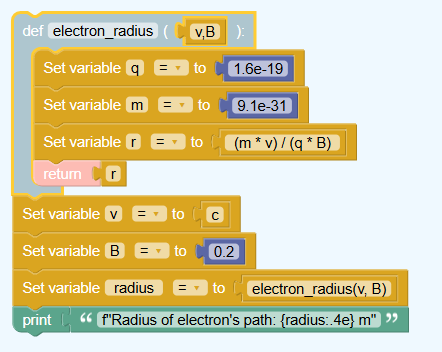 def electron_radius ( v,B ):
Set variable q = to 1.6e-19
Set variable m = to 9.1e-31
Set variable r = to (m * v) / (q * B)
return r
Set variable v = to c
Set variable B = to 0.2
Set variable radius = to electron_radius(v, B)
print “ f"Radius of electron's path: {radius:.4e} m" ”